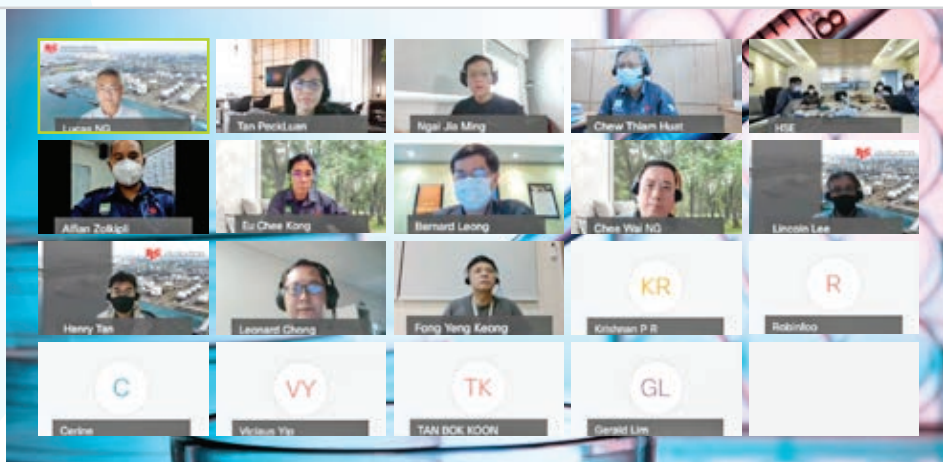 Lucas NG
Tan PeckLuan
Ngai Jia Ming
Chew Thiam Huat
HSE
Alfian Zolkipli
Eu Chee Kong
Bernard Leong
Chee Wai NG
Lincoln Lee
Henry Tan
Leonard Chong
Fong Yeng Keong
KR
Krishnan P R
R
Robinloo
C
Cerine
VY
TK
TAN BOK KOON
GL
Gerald Lim